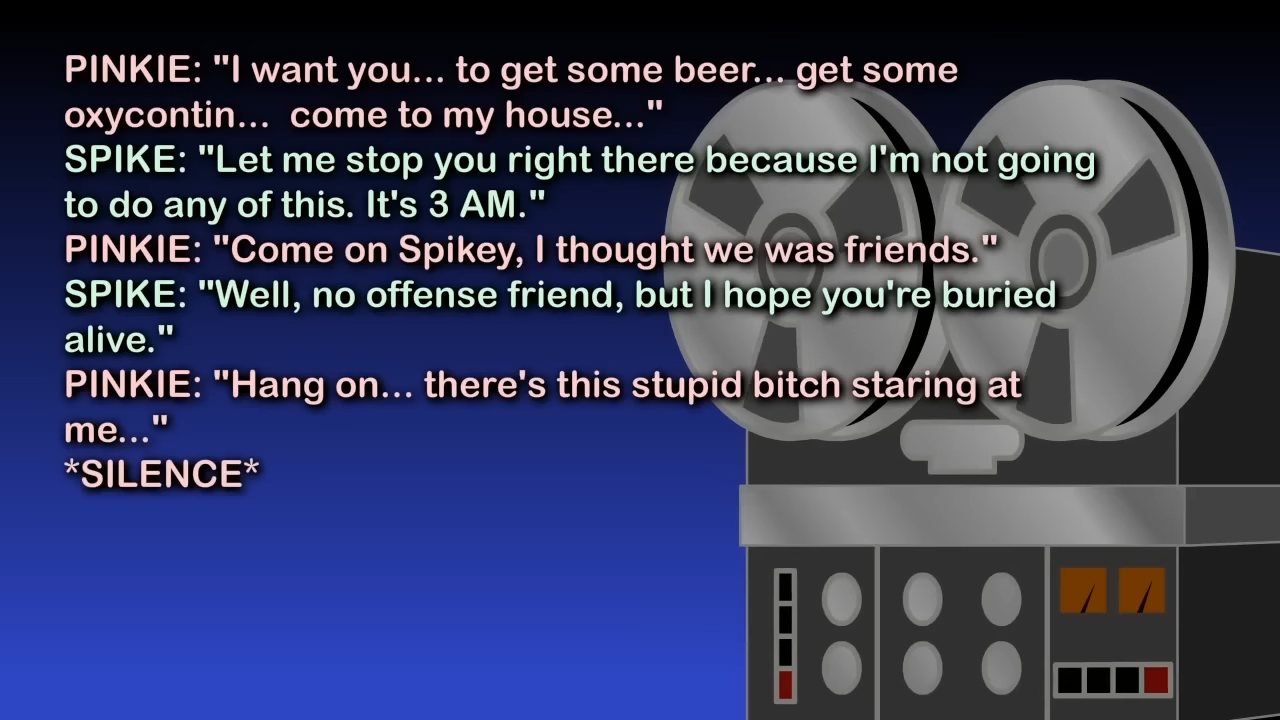 PINKIE: "I want you... to get some beer... get some
oxycontin...  come to my house..."
SPIKE: "Let me stop you right there because I'm not going
to do any of this. It's 3 AM."
PINKIE: "Come on Spikey, I thought we was friends."
SPIKE: "Well, no offense friend, but I hope you're buried
alive."
PINKIE: "Hang on... there's this stupid bitch staring at
me..."
*SILENCE*